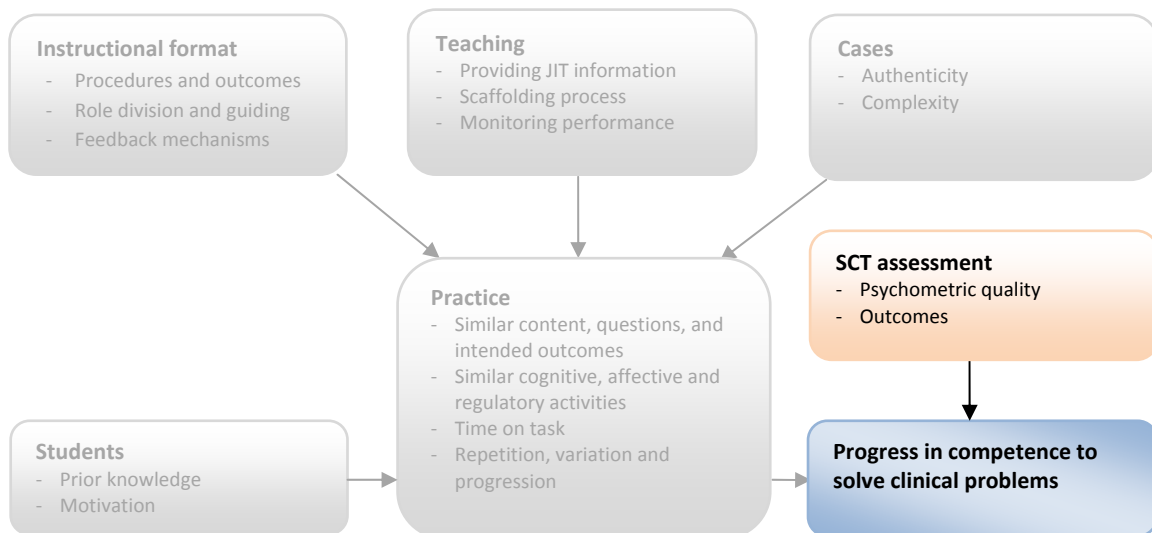 Instructional format
- Procedures and outcomes
- Role division and guiding
- Feedback mechanisms
Teaching
- Providing JIT information
- Scaffolding process
- Monitoring performance
Cases
- Authenticity
- Complexity
SCT assessment
- Psychometric quality
- Outcomes
Practice
- Similar content, questions, and
intended outcomes
- Similar cognitive, affective and
regulatory activities
- Time on task
- Repetition, variation and
progression
Students
- Prior knowledge
- Motivation
Progress in competence to
solve clinical problems